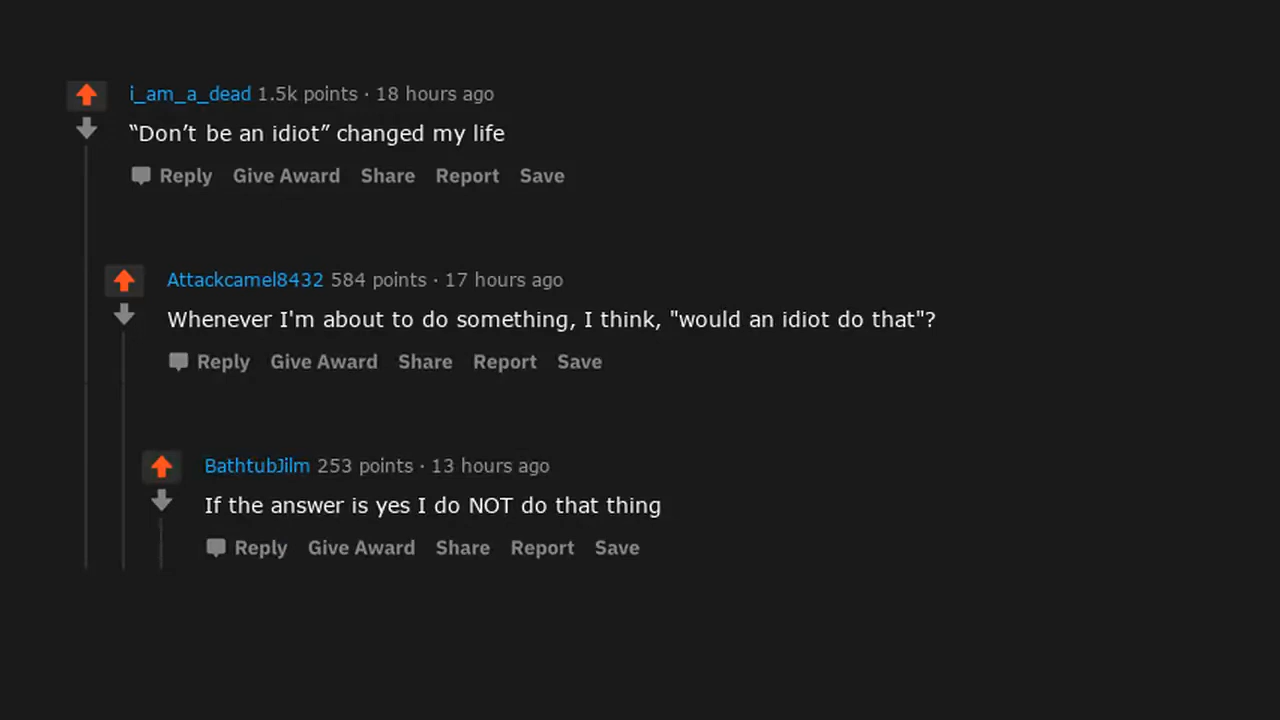 i_am_a_dead 1.5k points · 18 hours ago
“Don’t be an idiot” changed my life
Reply Give Award Share Report Save
Attackcamel8432 584 points · 17 hours ago
Whenever I'm about to do something, I think, "would an idiot do that"?
Reply Give Award Share Report Save
BathtubJilm 253 points · 13 hours ago
If the answer is yes I do NOT do that thing
Reply Give Award Share Report Save